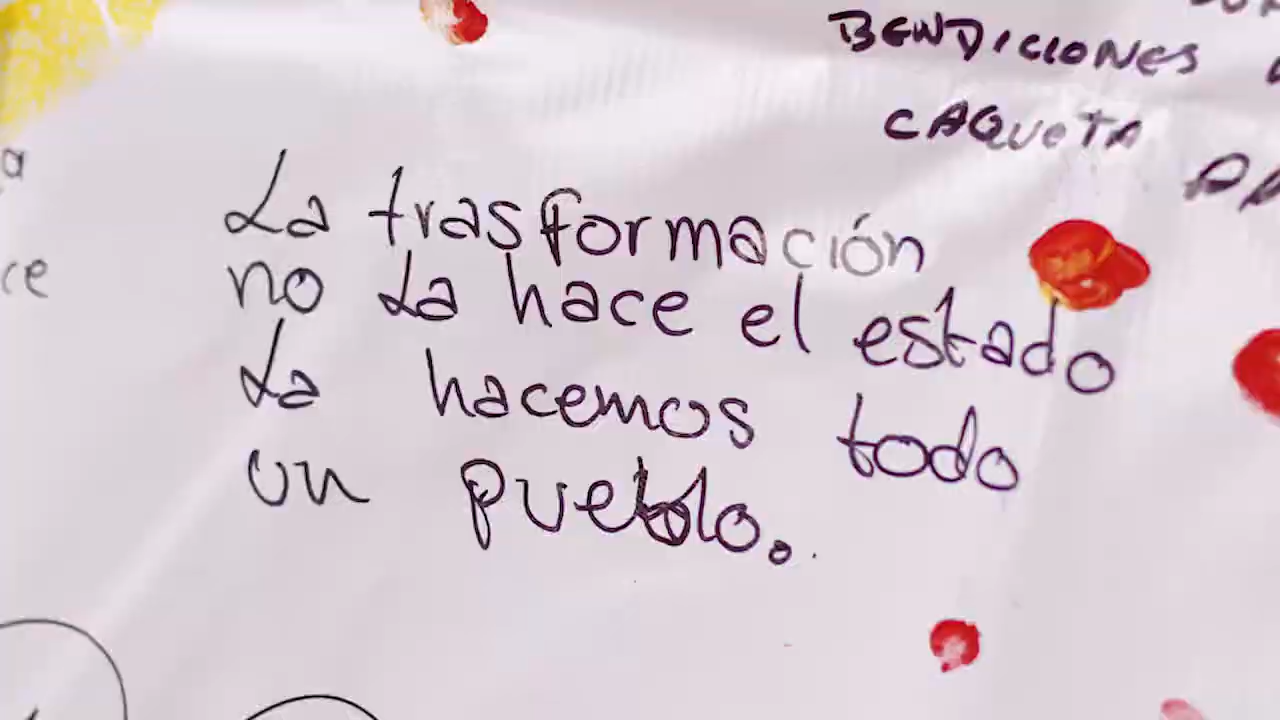 BENDICIONES
CAQUETA
La trasformación
no La hace el estado
La hacemos todo
un pueblo.